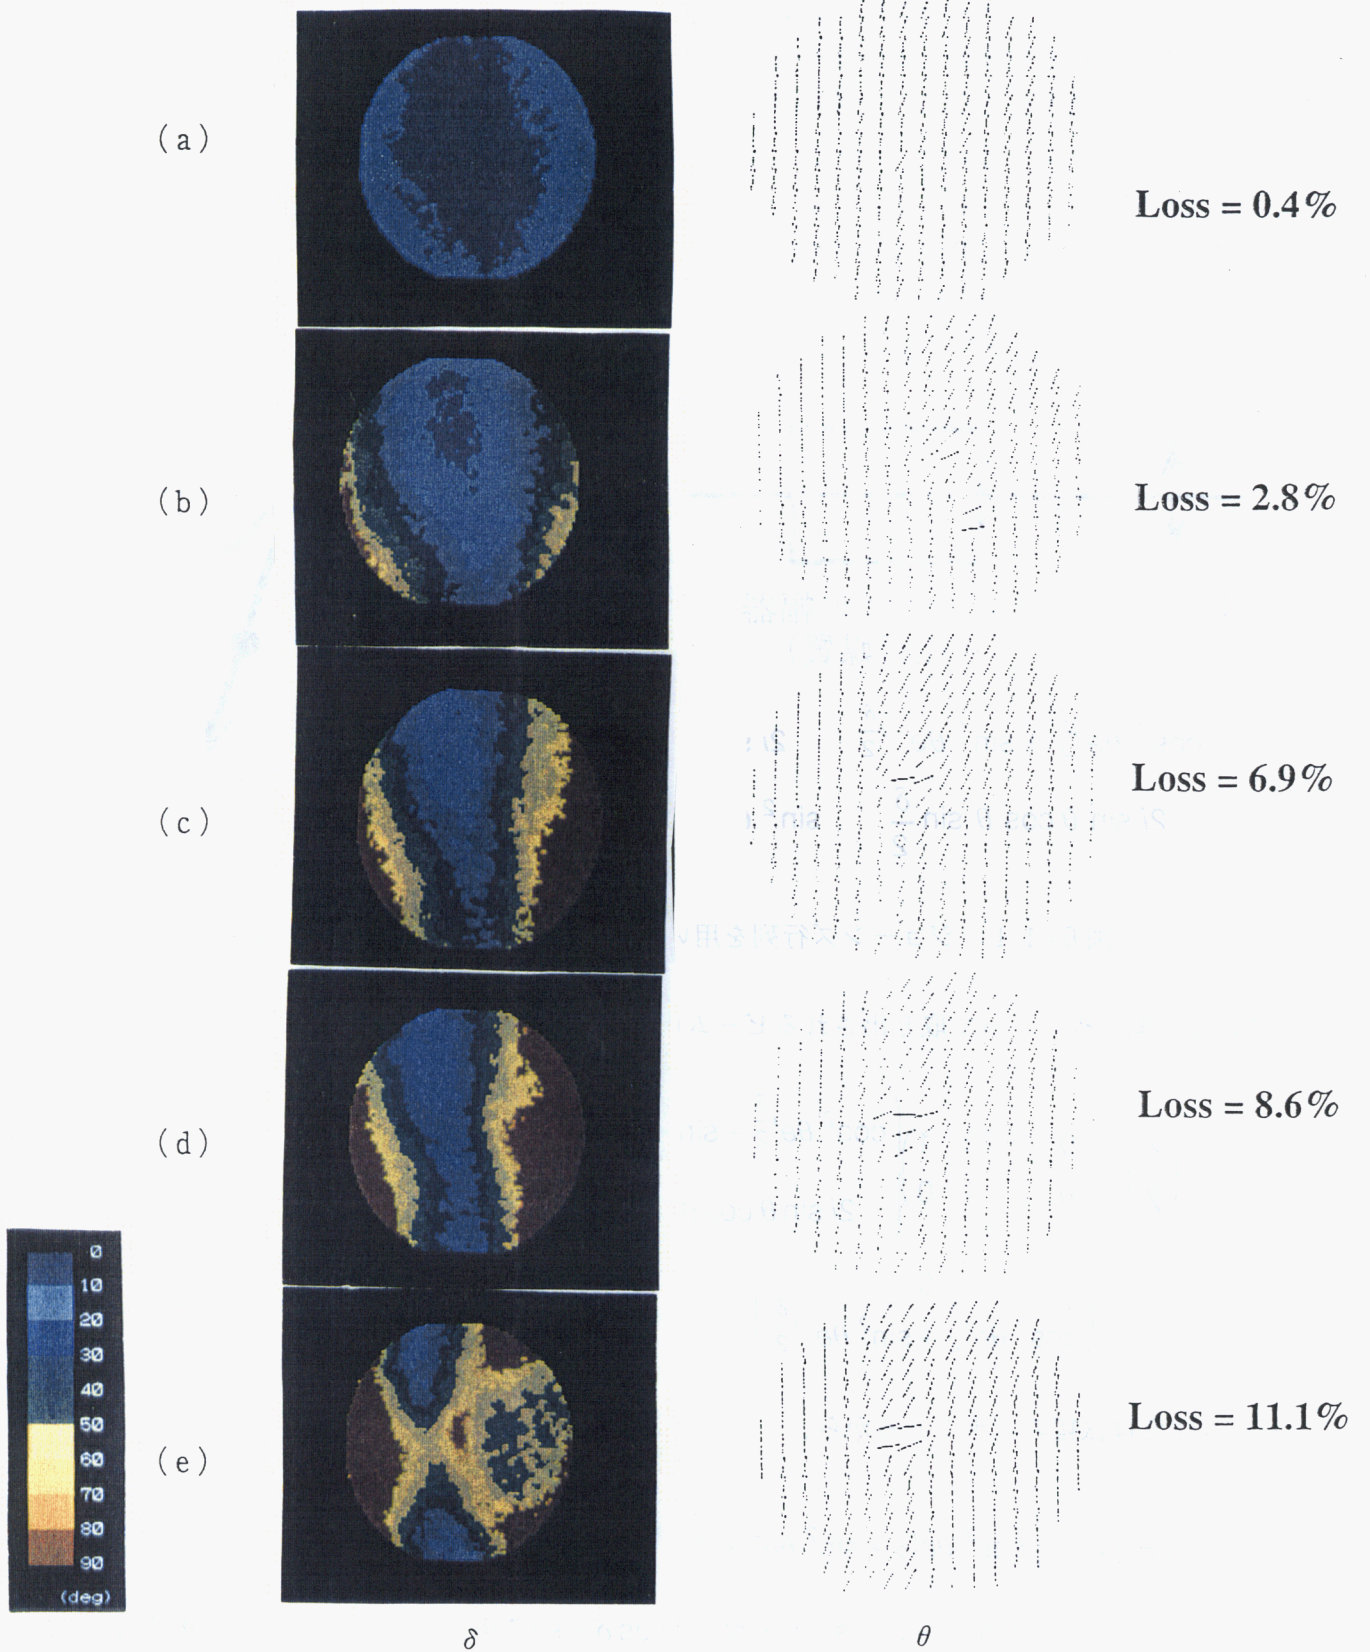 (a)
Loss = 0.4%
(b)
Loss = 2.8%
(c)
Loss = 6.9%
(d)
Loss = 8.6%
(e)
Loss = 11.1%
0
10
20
30
40
50
60
70
80
90
(deg)
δ
θ